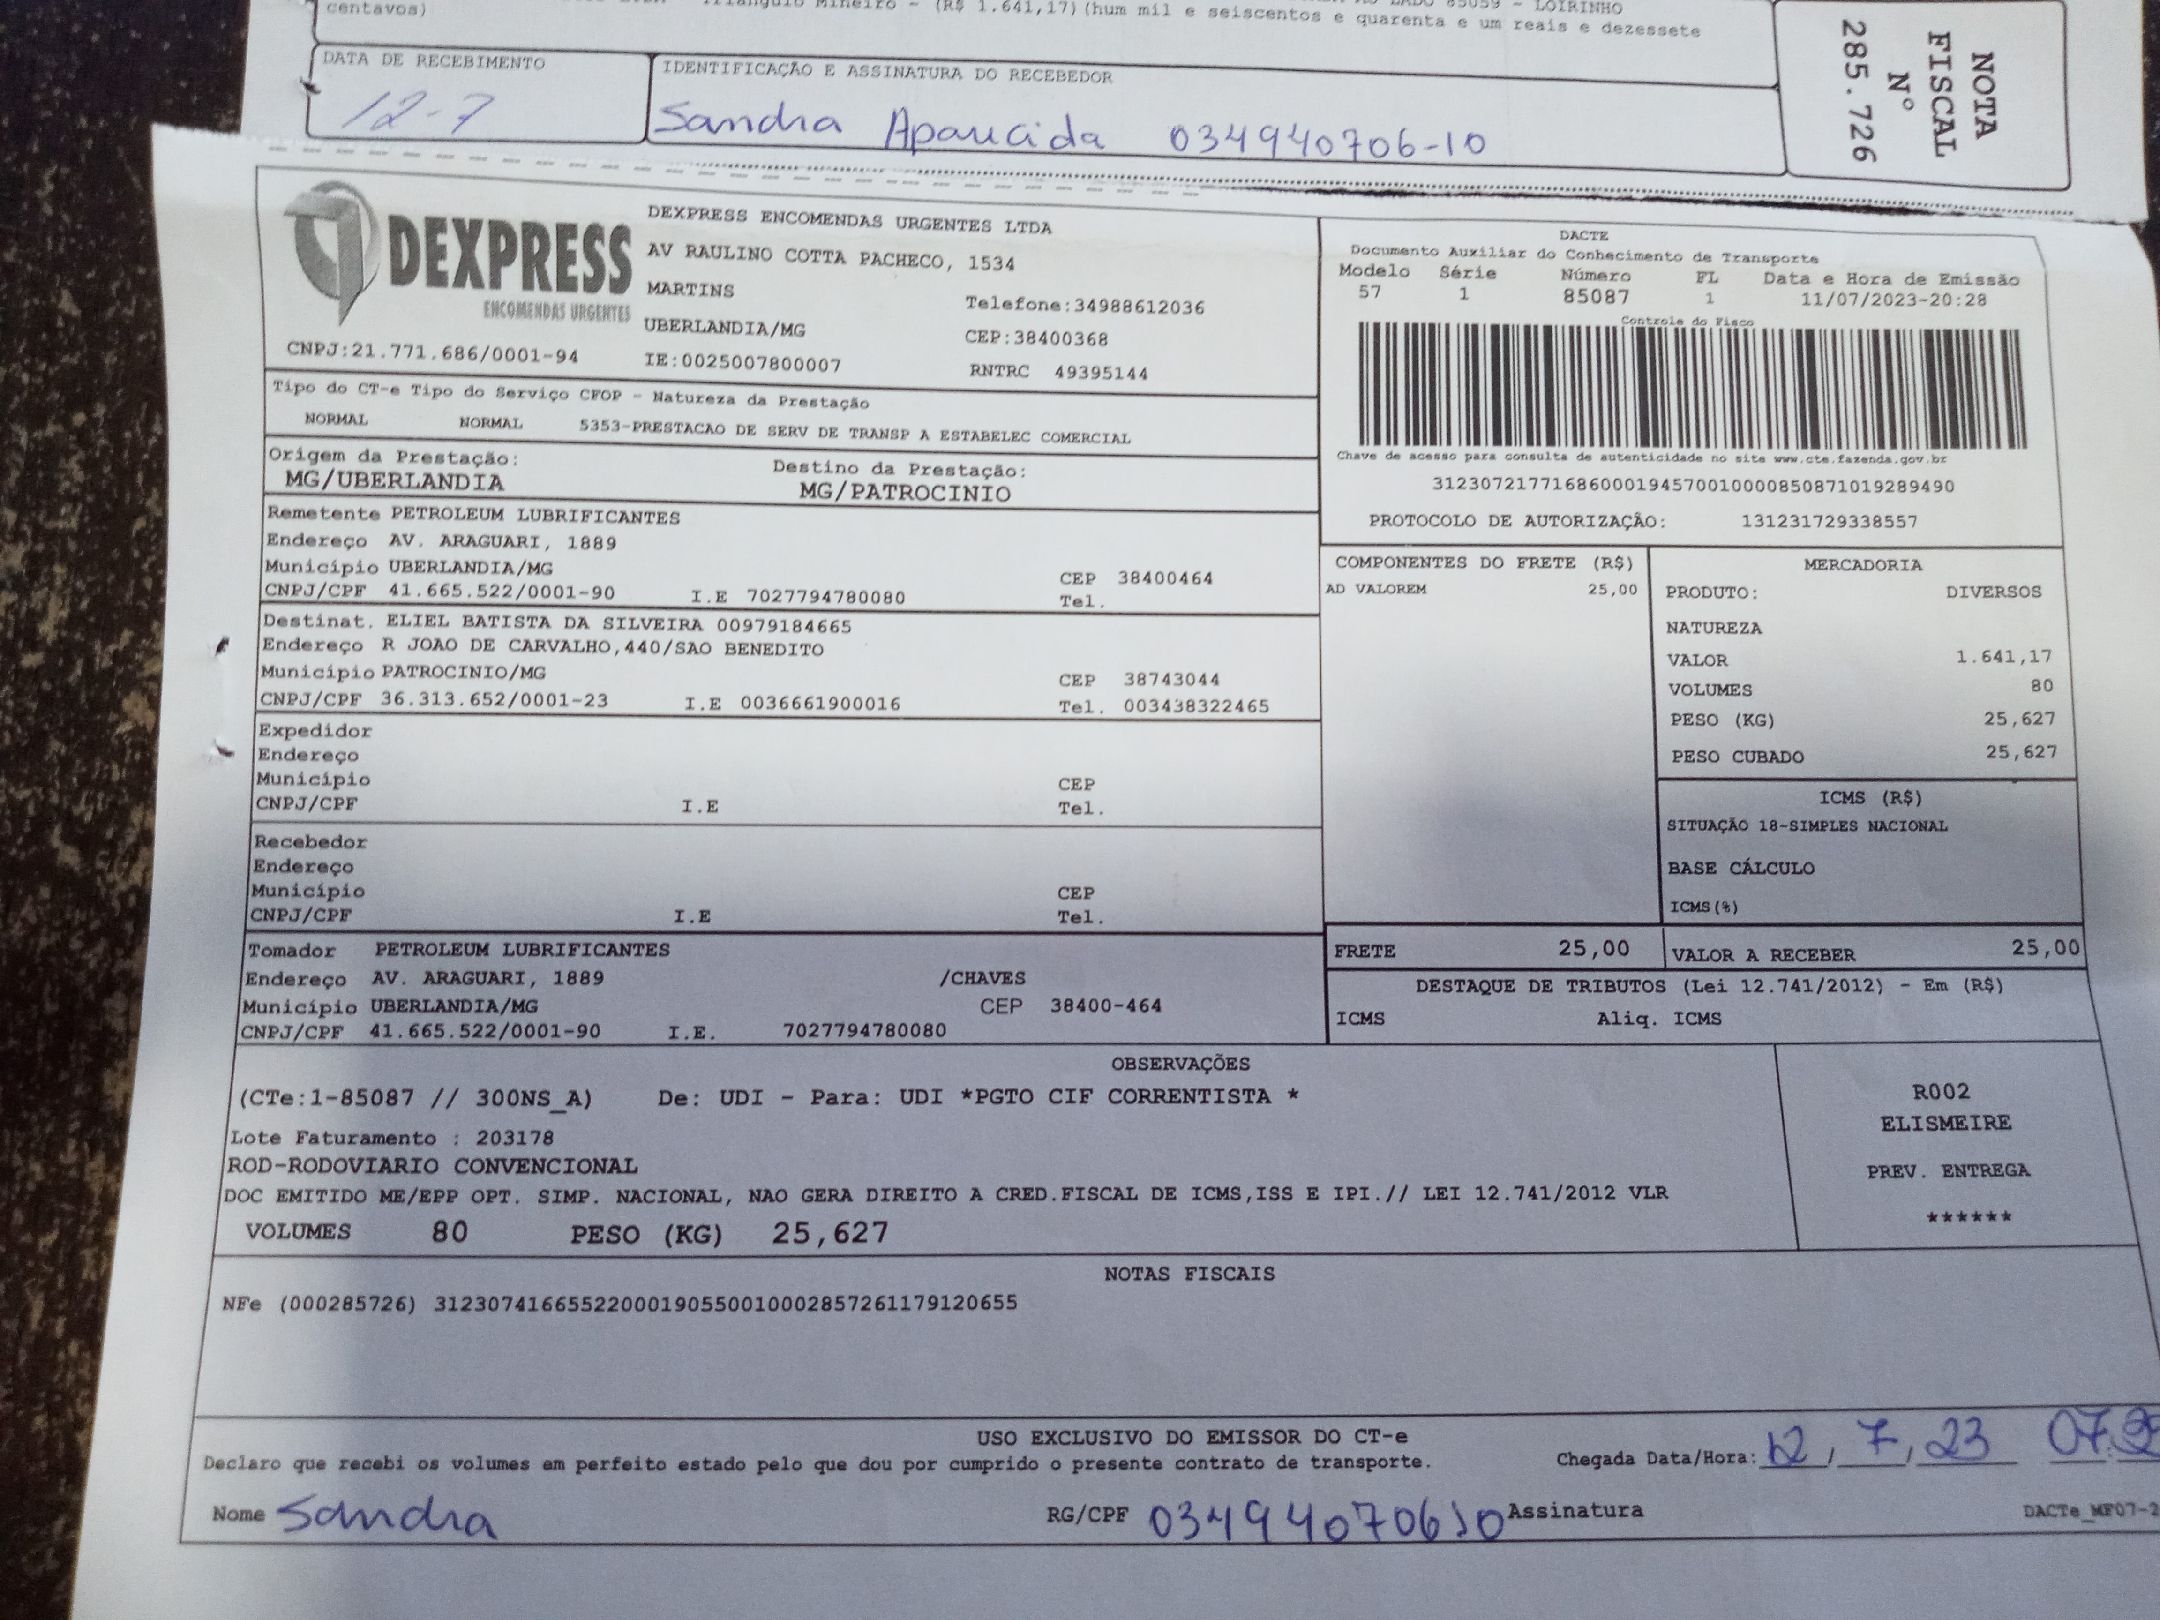 Triangulo Mineiro - (R$ 1.641,17)(hum mil e seiscentos e quarenta e um reais e dezessete
85059 - LOIRINHO
centavos)
DATA DE RECEBIMENTO
12-7
IDENTIFICAÇÃO E ASSINATURA DO RECEBEDOR
Sandra Aparecida 034940706-10
NOTA
FISCAL
N°
285.726
DEXPRESS
ENCOMENDAS URGENTES
CNPJ:21.771.686/0001-94
DEXPRESS ENCOMENDAS URGENTES LTDA
AV RAULINO COTTA PACHECO, 1534
MARTINS Telefone:34988612036
UBERLANDIA/MG CEP:38400368
IE:0025007800007 RNTRC 49395144
DACTE
Documento Auxiliar do Conhecimento de Transporte
Modelo Série Número FL Data e Hora de Emissão
57 1 85087 1 11/07/2023-20:28
Controle do Fisco
Chave de acesso para consulta de autenticidade no site www.cte.fazenda.gov.br
31230721771686000194570010000850871019289490
PROTOCOLO DE AUTORIZAÇÃO: 131231729338557
Tipo do CT-e Tipo do Serviço CFOP - Natureza da Prestação
NORMAL NORMAL 5353-PRESTACAO DE SERV DE TRANSP A ESTABELEC COMERCIAL
Origem da Prestação: Destino da Prestação:
MG/UBERLANDIA MG/PATROCINIO
Remetente PETROLEUM LUBRIFICANTES
Endereço AV. ARAGUARI, 1889
Município UBERLANDIA/MG CEP 38400464
CNPJ/CPF 41.665.522/0001-90 I.E 7027794780080 Tel.
Destinat. ELIEL BATISTA DA SILVEIRA 00979184665
Endereço R JOAO DE CARVALHO,440/SAO BENEDITO
Município PATROCINIO/MG CEP 38743044
CNPJ/CPF 36.313.652/0001-23 I.E 0036661900016 Tel. 003438322465
Expedidor
Endereço
Município CEP
CNPJ/CPF I.E Tel.
Recebedor
Endereço
Município CEP
CNPJ/CPF I.E Tel.
Tomador PETROLEUM LUBRIFICANTES
Endereço AV. ARAGUARI, 1889 /CHAVES
Município UBERLANDIA/MG CEP 38400-464
CNPJ/CPF 41.665.522/0001-90 I.E. 7027794780080
COMPONENTES DO FRETE (R$)
AD VALOREM 25,00
MERCADORIA
PRODUTO: DIVERSOS
NATUREZA
VALOR 1.641,17
VOLUMES 80
PESO (KG) 25,627
PESO CUBADO 25,627
ICMS (R$)
SITUAÇÃO 18-SIMPLES NACIONAL
BASE CÁLCULO
ICMS(%)
FRETE 25,00 VALOR A RECEBER 25,00
DESTAQUE DE TRIBUTOS (Lei 12.741/2012) - Em (R$)
ICMS Aliq. ICMS
OBSERVAÇÕES
(CTe:1-85087 // 300NS_A) De: UDI - Para: UDI *PGTO CIF CORRENTISTA *
Lote Faturamento : 203178
ROD-RODOVIARIO CONVENCIONAL
DOC EMITIDO ME/EPP OPT. SIMP. NACIONAL, NAO GERA DIREITO A CRED.FISCAL DE ICMS,ISS E IPI.// LEI 12.741/2012 VLR
VOLUMES 80 PESO (KG) 25,627
R002
ELISMEIRE
PREV. ENTREGA
******
NOTAS FISCAIS
NFe (000285726) 31230741665522000190550010002857261179120655
USO EXCLUSIVO DO EMISSOR DO CT-e
Declaro que recebi os volumes em perfeito estado pelo que dou por cumprido o presente contrato de transporte.
Chegada Data/Hora: 12/7/23 07:
Nome Sandra RG/CPF 03494070610 Assinatura
DACTe_MF07-2